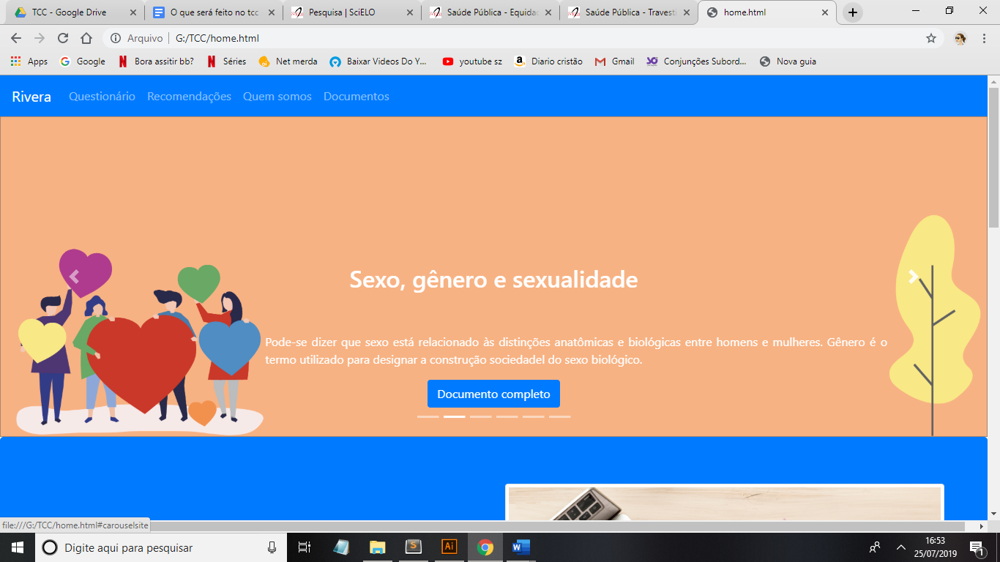 TCC - Google Drive
O que será feito no tcc
Pesquisa | SciELO
Saúde Pública - Equida
Saúde Pública - Travest
home.html
Arquivo | G:/TCC/home.html
Apps
Google
Bora assitir bb?
Séries
Net merda
Baixar Videos Do Y...
youtube sz
Diario cristão
Gmail
Conjunções Subord...
Nova guia
Rivera
Questionário
Recomendações
Quem somos
Documentos
Sexo, gênero e sexualidade
Pode-se dizer que sexo está relacionado às distinções anatômicas e biológicas entre homens e mulheres. Gênero é o
termo utilizado para designar a construção sociedadel do sexo biológico.
Documento completo
file:///G:/TCC/home.html#carouselsite
Digite aqui para pesquisar
16:53
25/07/2019
1